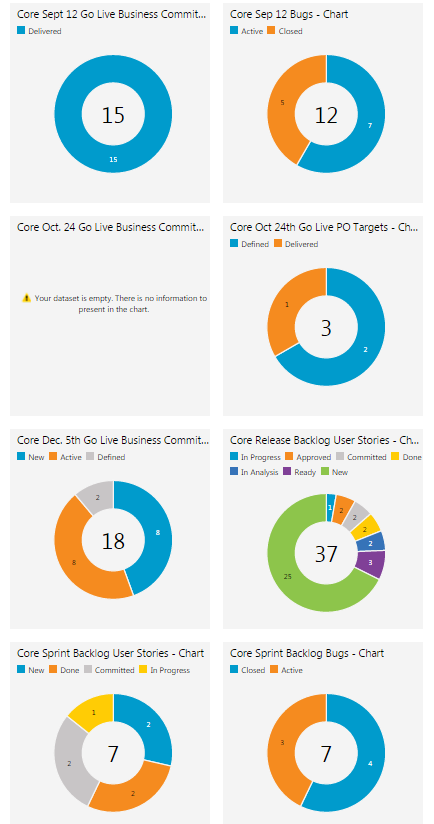 Core Sept 12 Go Live Business Commit...
Delivered
15
15
Core Sep 12 Bugs - Chart
Active Closed
5
12
7
Core Oct. 24 Go Live Business Commit...
Your dataset is empty. There is no information to
present in the chart.
Core Oct 24th Go Live PO Targets - Ch...
Defined Delivered
1
3
2
Core Dec. 5th Go Live Business Commit...
New Active Defined
2
8
18
8
Core Release Backlog User Stories - Ch...
In Progress Approved Committed Done
In Analysis Ready New
1
2
2
2
2
3
37
25
Core Sprint Backlog User Stories - Chart
New Done Committed In Progress
1
2
7
2
2
Core Sprint Backlog Bugs - Chart
Closed Active
3
7
4